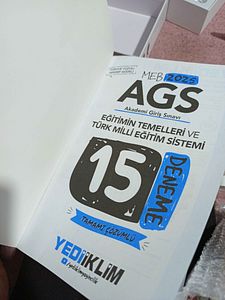 MEB 2025
AGS
Akademi Giriş Sınavı
EĞİTİMİN TEMELLERİ VE
TÜRK MİLLİ EĞİTİM SİSTEMİ
15
DENEME
TAMAMI ÇÖZÜMLÜ
YEDİİKLİM